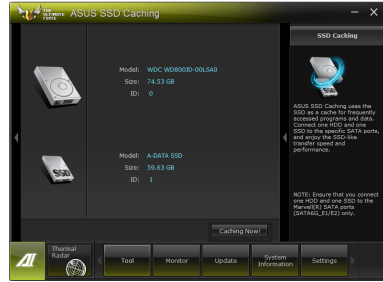 THE ULTIMATE FORCE ASUS SSD Caching
Model: WDC WD800JD-00LSA0
Size: 74.53 GB
ID: 0
Model: A-DATA SSD
Size: 59.63 GB
ID: 1
Caching Now!
SSD Caching
ASUS SSD Caching uses the
SSD as a cache for frequently
accessed programs and data.
Connect one HDD and one
SSD to the specific SATA ports,
and enjoy the SSD-like
transfer speed and
performance.
NOTE: Ensure that you connect
one HDD and one SSD to the
Marvell(R) SATA ports
(SATA6G_E1/E2) only.
Thermal
Radar
Tool
Monitor
Update
System
Information
Settings